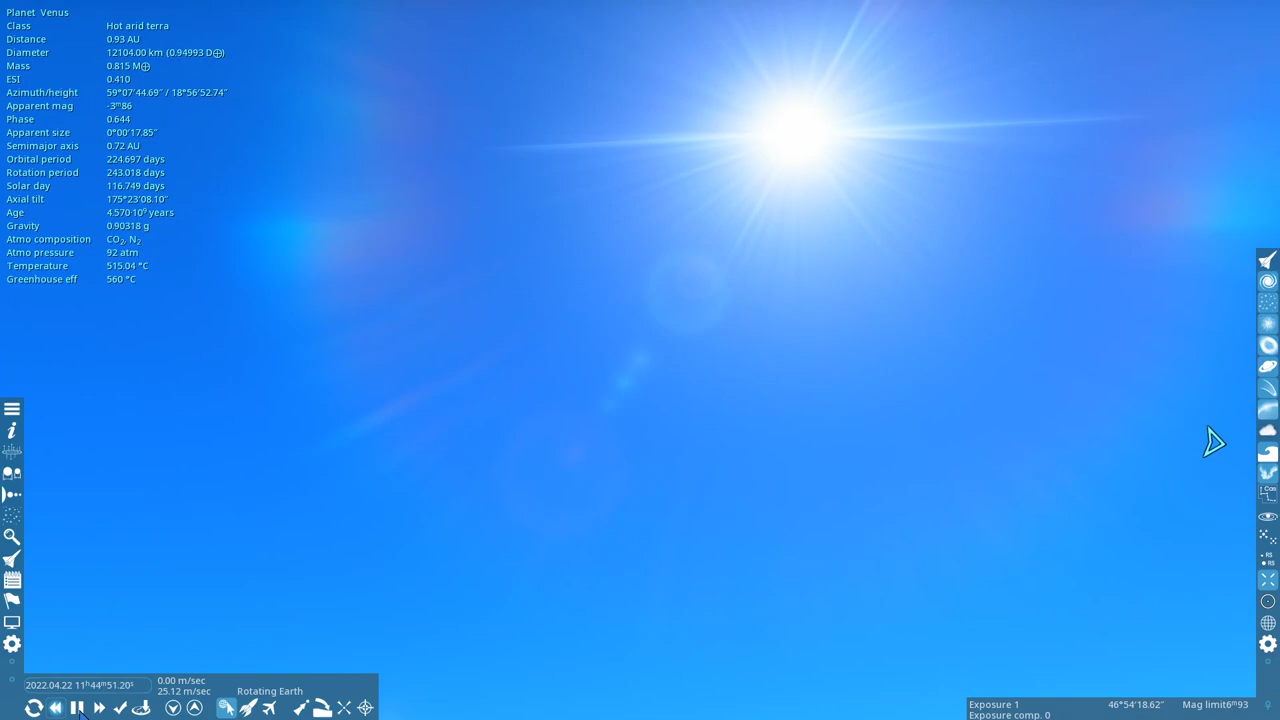 Planet Venus
Class Hot arid terra
Distance 0.93 AU
Diameter 12104.00 km (0.94993 D⊕)
Mass 0.815 M⊕
ESI 0.410
Azimuth/height 59°07'44.69" / 18°56'52.74"
Apparent mag -3ᵐ86
Phase 0.644
Apparent size 0°00'17.85"
Semimajor axis 0.72 AU
Orbital period 224.697 days
Rotation period 243.018 days
Solar day 116.749 days
Axial tilt 175°23'08.10"
Age 4.570·10⁹ years
Gravity 0.90318 g
Atmo composition CO₂, N₂
Atmo pressure 92 atm
Temperature 515.04 °C
Greenhouse eff 560 °C
RS
RS
2022.04.22 11ʰ44ᵐ51.20ˢ
0.00 m/sec
25.12 m/sec
Rotating Earth
Exposure 1
46°54'18.62"
Mag limit6ᵐ93
Exposure comp. 0